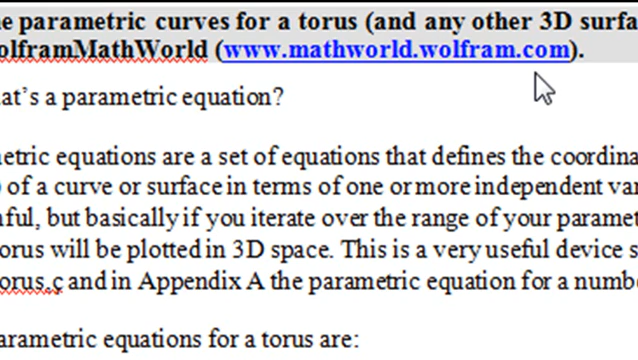 e parametric curves for a torus (and any other 3D surfa
olframMathWorld (www.mathworld.wolfram.com).
at's a parametric equation?
etric equations are a set of equations that defines the coordina
) of a curve or surface in terms of one or more independent var
nful, but basically if you iterate over the range of your paramet
orus will be plotted in 3D space. This is a very useful device s
orus.c and in Appendix A the parametric equation for a numbe
arametric equations for a torus are: